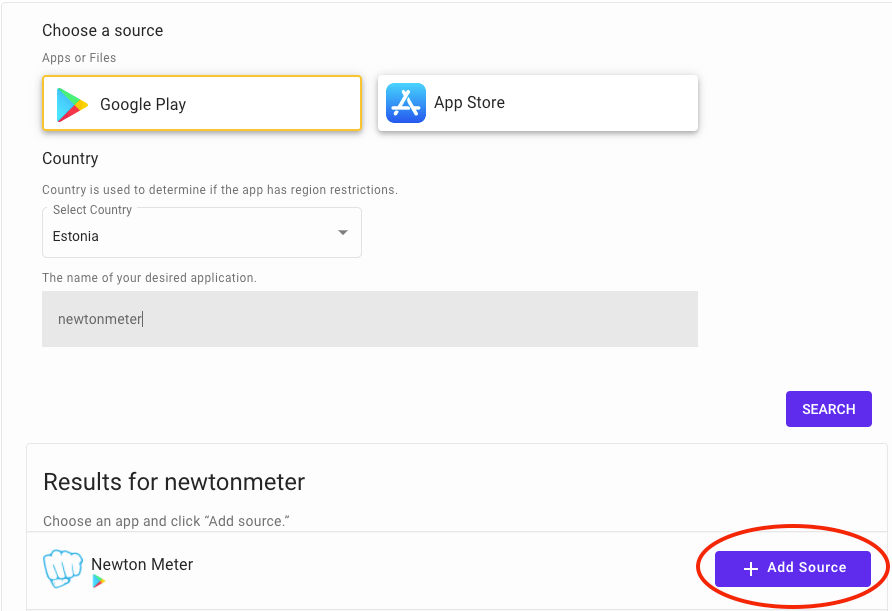 Choose a source
Apps or Files
Google Play
App Store
Country
Country is used to determine if the app has region restrictions.
Select Country
Estonia
The name of your desired application.
newtonmeter
SEARCH
Results for newtonmeter
Choose an app and click “Add source.”
Newton Meter
+ Add Source